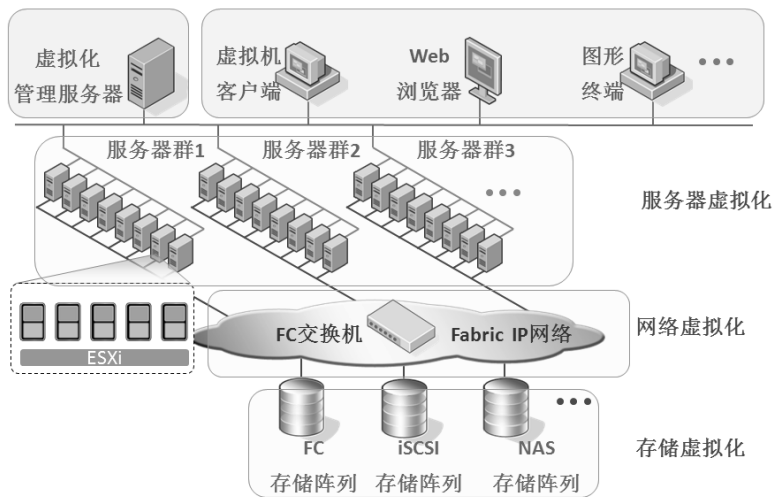 虚拟化
管理服务器
虚拟机
客户端
Web
浏览器
图形
终端
服务器群1
服务器群2
服务器群3
服务器虚拟化
ESXi
FC交换机
Fabric IP网络
网络虚拟化
FC
存储阵列
iSCSI
存储阵列
NAS
存储阵列
存储虚拟化